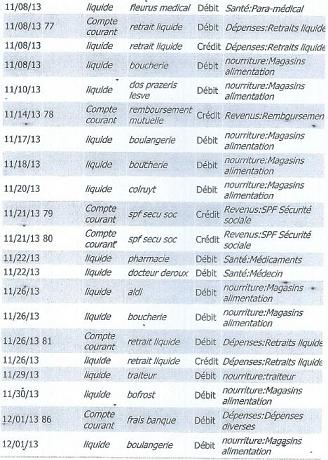 11/08/13 liquide fleurus medical Débit Santé:Para-médical
11/08/13 77 Compte courant retrait liquide Débit Dépenses:Retraits liquide
11/08/13 liquide retrait liquide Crédit Dépenses:Retraits liquide
11/08/13 liquide boucherie Débit nourriture:Magasins alimentation
11/10/13 liquide dos prazeris lesve Débit nourriture:Magasins alimentation
11/14/13 78 Compte courant remboursement mutuelle Crédit Revenus:Remboursemen
11/17/13 liquide boulangerie Débit nourriture:Magasins alimentation
11/18/13 liquide boucherie Débit nourriture:Magasins alimentation
11/20/13 liquide colruyt Débit nourriture:Magasins alimentation
11/21/13 79 Compte courant spf secu soc Crédit Revenus:SPF Sécurité sociale
11/21/13 80 Compte courant spf secu soc Crédit Revenus:SPF Sécurité sociale
11/22/13 liquide pharmacie Débit Santé:Médicaments
11/22/13 liquide docteur deroux Débit Santé:Médecin
11/26/13 liquide aldi Débit nourriture:Magasins alimentation
11/26/13 liquide boucherie Débit nourriture:Magasins alimentation
11/26/13 81 Compte courant retrait liquide Débit Dépenses:Retraits liquide
11/26/13 liquide retrait liquide Crédit Dépenses:Retraits liquide
11/29/13 liquide traiteur Débit nourriture:traiteur
11/30/13 liquide bofrost Débit nourriture:Magasins alimentation
12/01/13 86 Compte courant frais banque Débit Dépenses:Dépenses diverses
12/01/13 liquide boulangerie Débit nourriture:Magasins alimentation